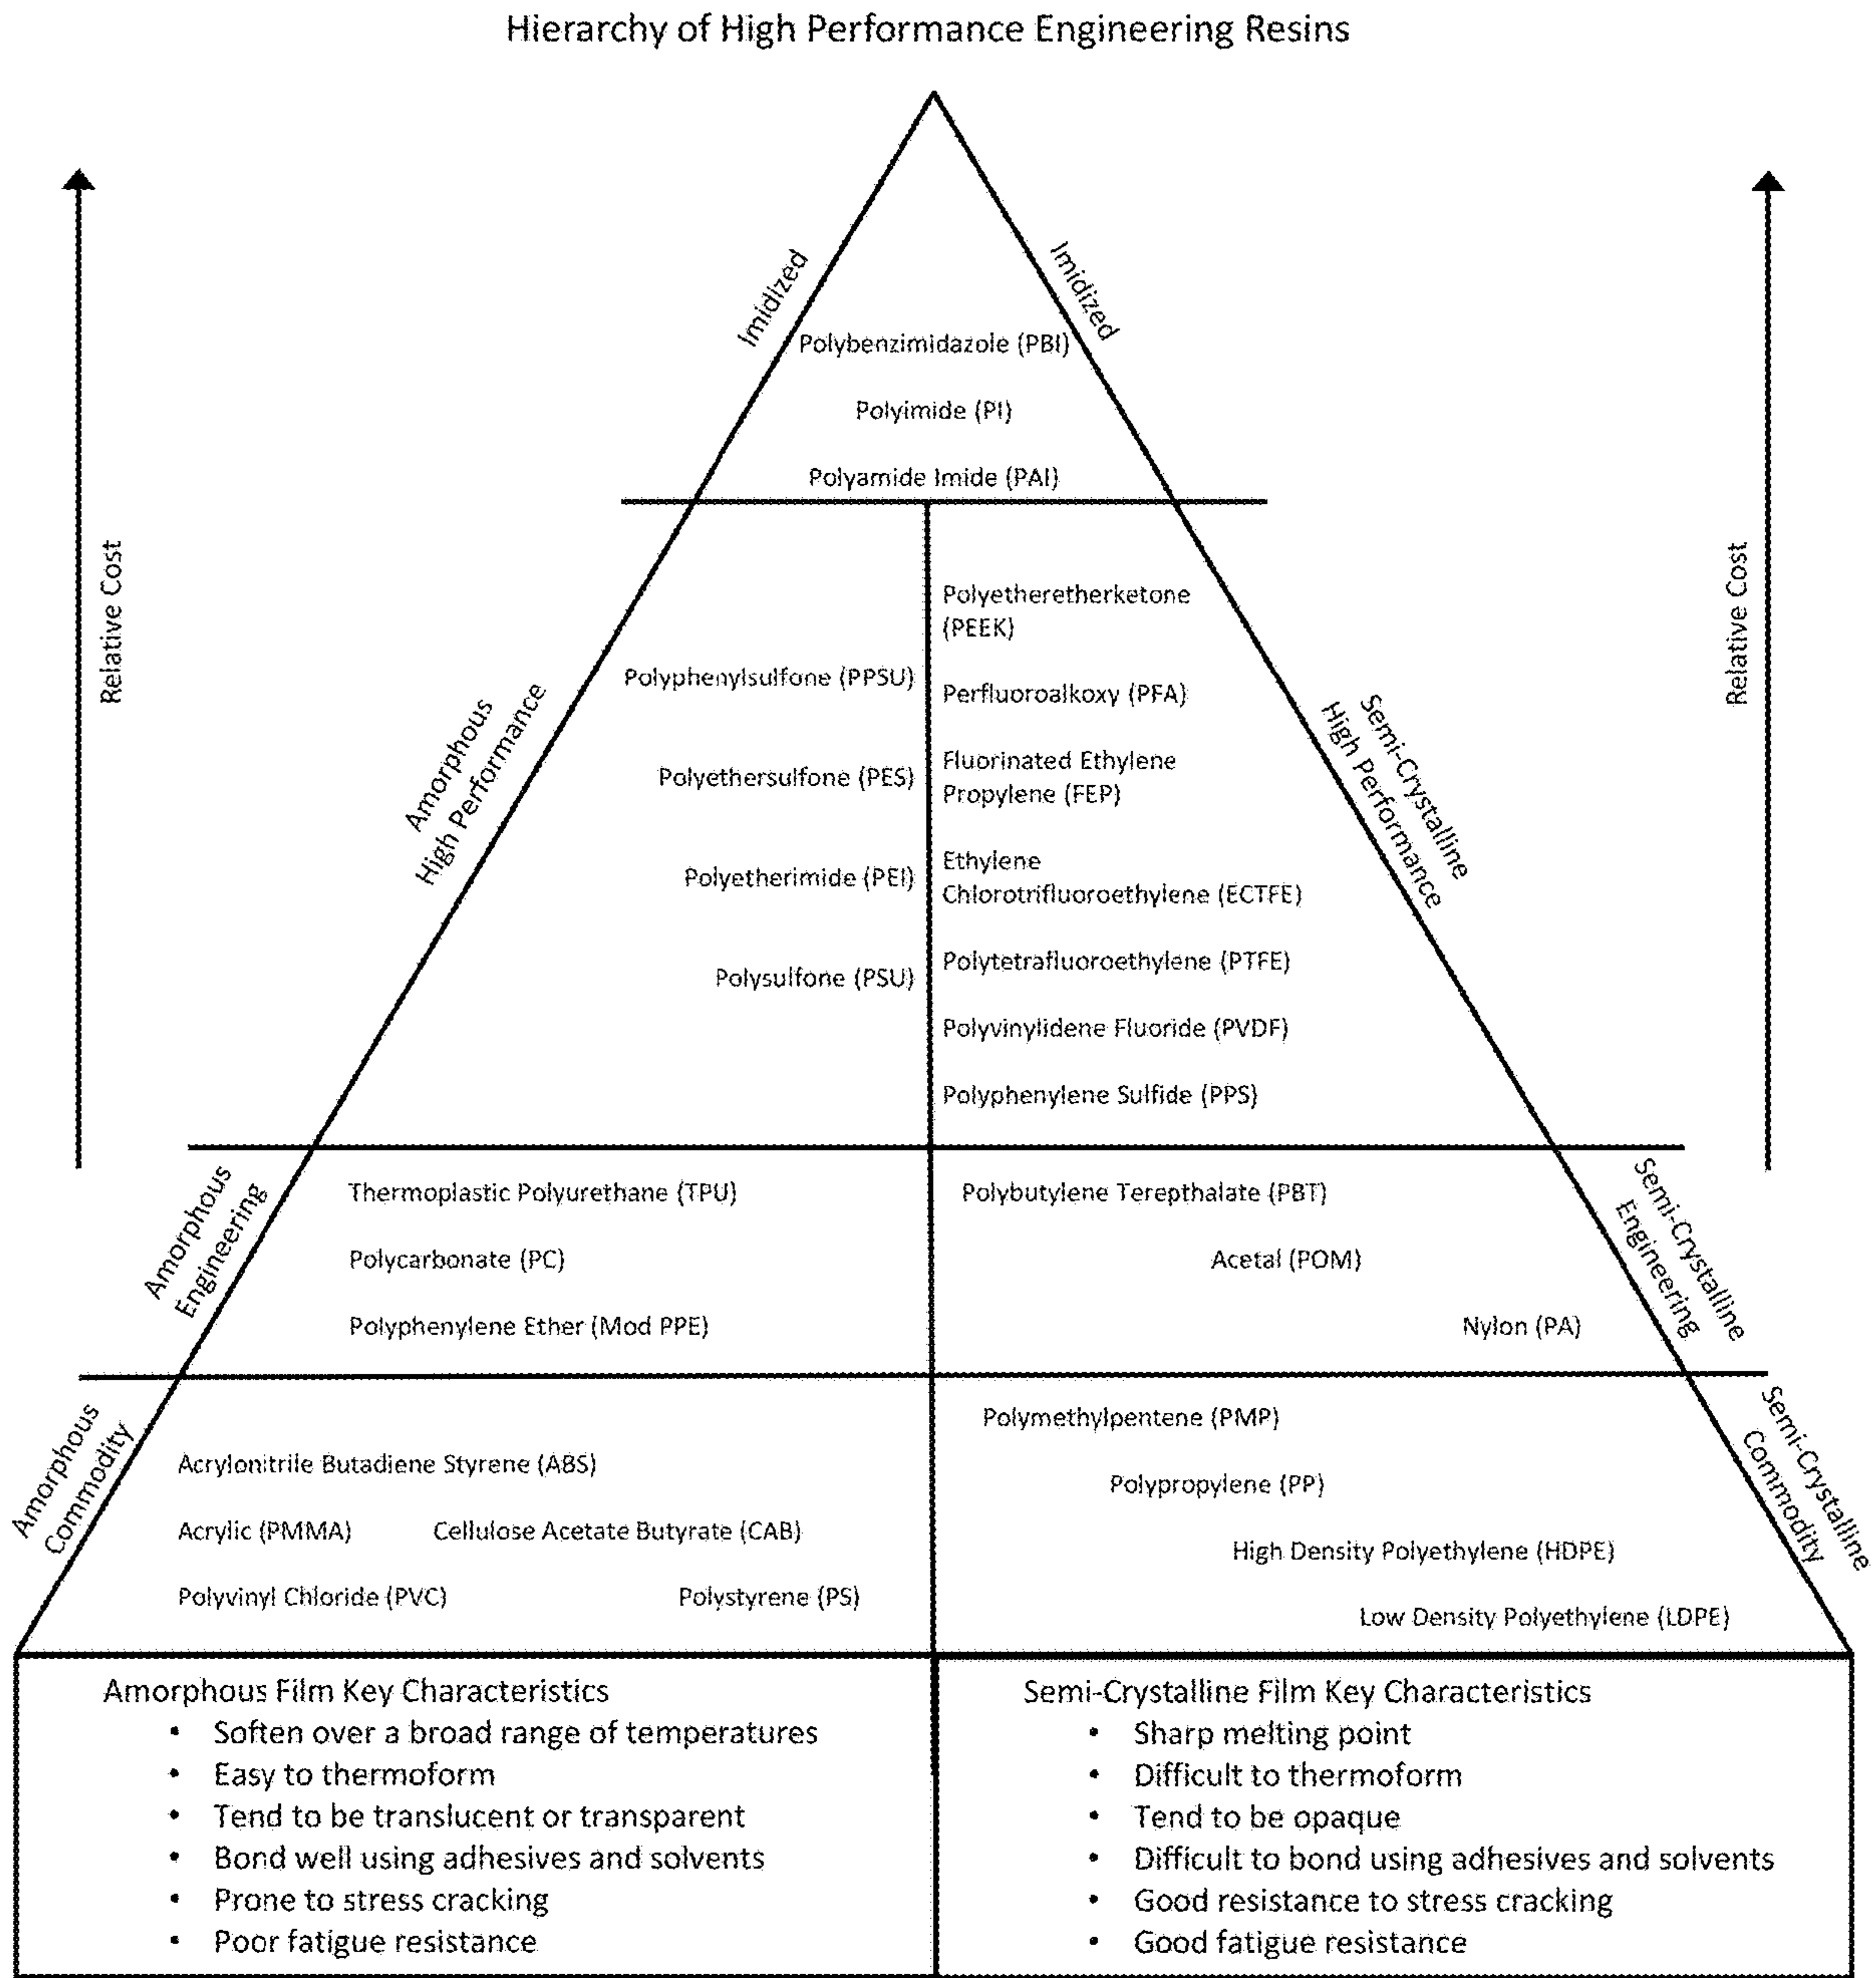 Hierarchy of High Performance Engineering Resins
Imidized
Imidized
Polybenzimidazole (PBI)
Polyimide (PI)
Polyamide Imide (PAI)
Relative Cost
Relative Cost
Amorphous
High Performance
Semi-Crystalline
High Performance
Polyphenylsulfone (PPSU)
Polyethersulfone (PES)
Polyetherimide (PEI)
Polysulfone (PSU)
Polyetheretherketone
(PEEK)
Perfluoroalkoxy (PFA)
Fluorinated Ethylene
Propylene (FEP)
Ethylene
Chlorotrifluoroethylene (ECTFE)
Polytetrafluoroethylene (PTFE)
Polyvinylidene Fluoride (PVDF)
Polyphenylene Sulfide (PPS)
Amorphous
Engineering
Thermoplastic Polyurethane (TPU)
Polycarbonate (PC)
Polyphenylene Ether (Mod PPE)
Polybutylene Terepthalate (PBT)
Acetal (POM)
Nylon (PA)
Semi-Crystalline
Engineering
Amorphous
Commodity
Acrylonitrile Butadiene Styrene (ABS)
Acrylic (PMMA) Cellulose Acetate Butyrate (CAB)
Polyvinyl Chloride (PVC) Polystyrene (PS)
Polymethylpentene (PMP)
Polypropylene (PP)
High Density Polyethylene (HDPE)
Low Density Polyethylene (LDPE)
Semi-Crystalline
Commodity
Amorphous Film Key Characteristics
• Soften over a broad range of temperatures
• Easy to thermoform
• Tend to be translucent or transparent
• Bond well using adhesives and solvents
• Prone to stress cracking
• Poor fatigue resistance
Semi-Crystalline Film Key Characteristics
• Sharp melting point
• Difficult to thermoform
• Tend to be opaque
• Difficult to bond using adhesives and solvents
• Good resistance to stress cracking
• Good fatigue resistance